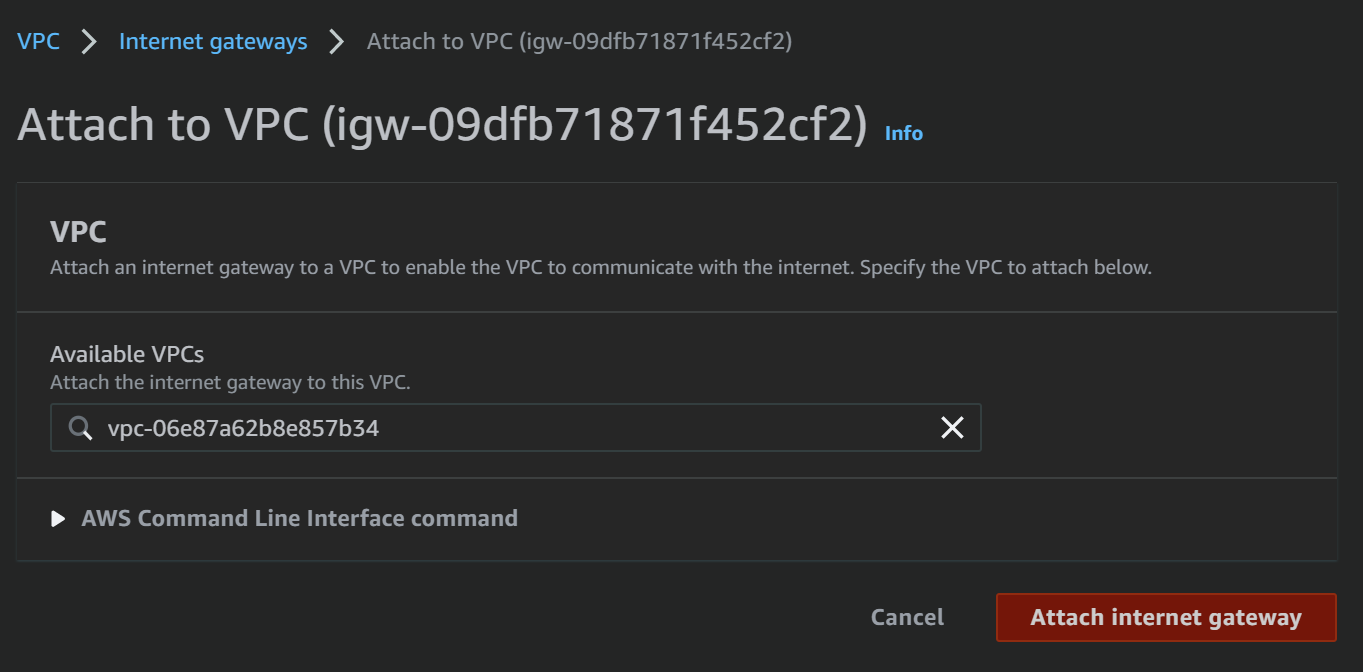 VPC > Internet gateways > Attach to VPC (igw-09dfb71871f452cf2)
Attach to VPC (igw-09dfb71871f452cf2) Info
VPC
Attach an internet gateway to a VPC to enable the VPC to communicate with the internet. Specify the VPC to attach below.
Available VPCs
Attach the internet gateway to this VPC.
vpc-06e87a62b8e857b34
AWS Command Line Interface command
Cancel Attach internet gateway